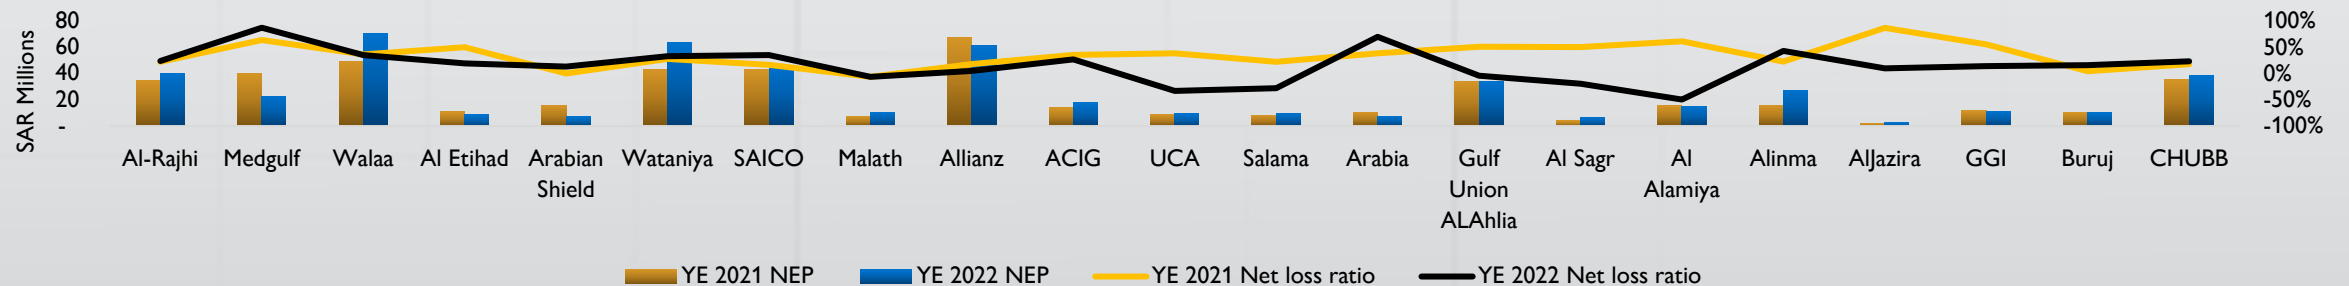 SAR Millions
80
60
40
20
-
100%
50%
0%
-50%
-100%
Al-Rajhi Medgulf Walaa Al Etihad Arabian Wataniya SAICO Malath Allianz ACIG UCA Salama Arabia Gulf Al Sagr Al Alinma AlJazira GGI Buruj CHUBB
Shield Union Alamiya
ALAhlia
YE 2021 NEP YE 2022 NEP YE 2021 Net loss ratio YE 2022 Net loss ratio